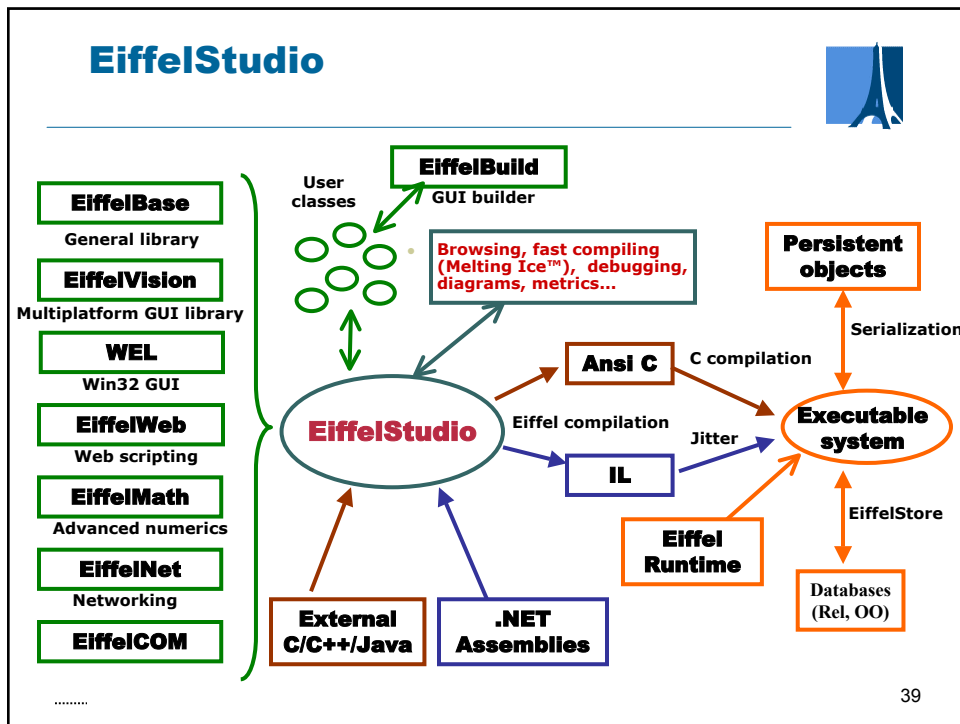 EiffelStudio
EiffelBase
General library
EiffelVision
Multiplatform GUI library
WEL
Win32 GUI
EiffelWeb
Web scripting
EiffelMath
Advanced numerics
EiffelNet
Networking
EiffelCOM
User
classes
EiffelBuild
GUI builder
Browsing, fast compiling
(Melting Ice™), debugging,
diagrams, metrics...
EiffelStudio
Eiffel compilation
Ansi C
C compilation
IL
Jitter
External
C/C++/Java
.NET
Assemblies
Eiffel
Runtime
Persistent
objects
Serialization
Executable
system
EiffelStore
Databases
(Rel, OO)
39